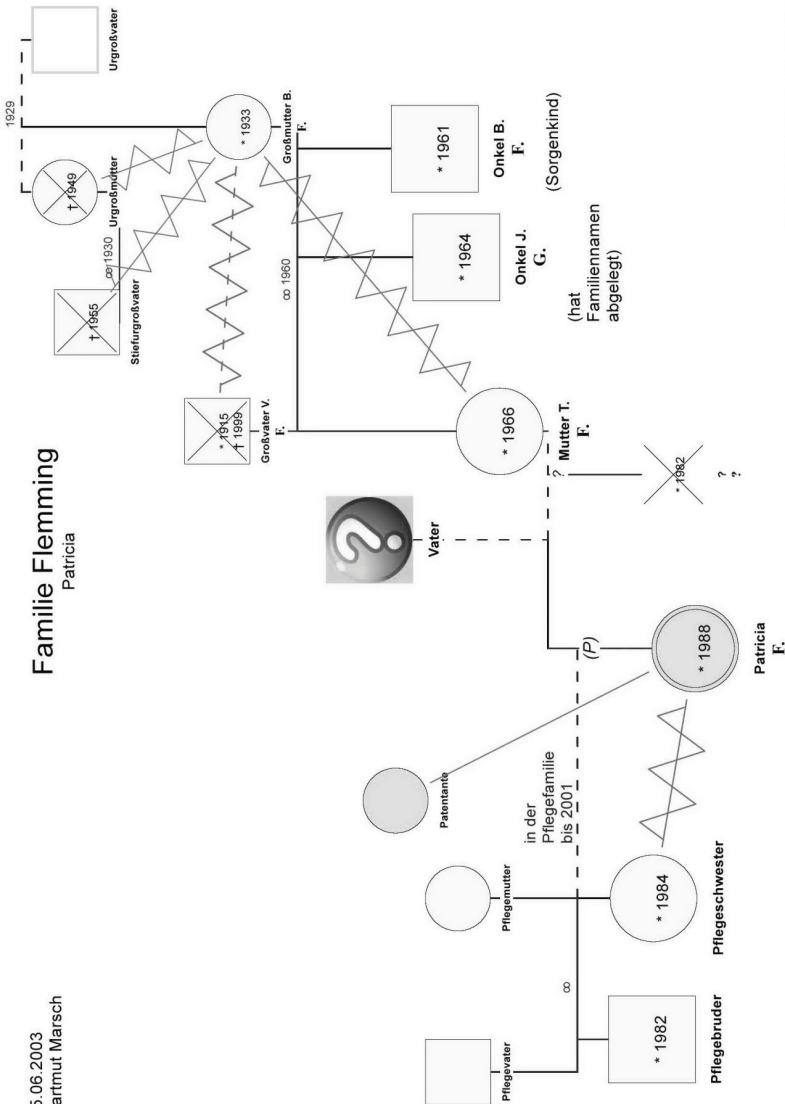 Familie Flemming
Patricia
5.06.2003
artmut Marsch
1929
Urgroßvater
† 1949
Urgroßmutter
∞ 1930
† 1955
Stiefurgroßvater
* 1933
Großmutter B.
F.
* 1915
† 1999
Großvater V.
F.
∞ 1960
* 1961
Onkel B.
F.
(Sorgenkind)
* 1964
Onkel J.
G.
(hat
Familiennamen
abgelegt)
* 1966
Mutter T.
F.
?
* 1982
?
?
?
Vater
(P)
* 1988
Patricia
F.
Patentante
in der
Pflegefamilie
bis 2001
Pflegemutter
Pflegevater
∞
* 1984
Pflegeschwester
* 1982
Pflegebruder